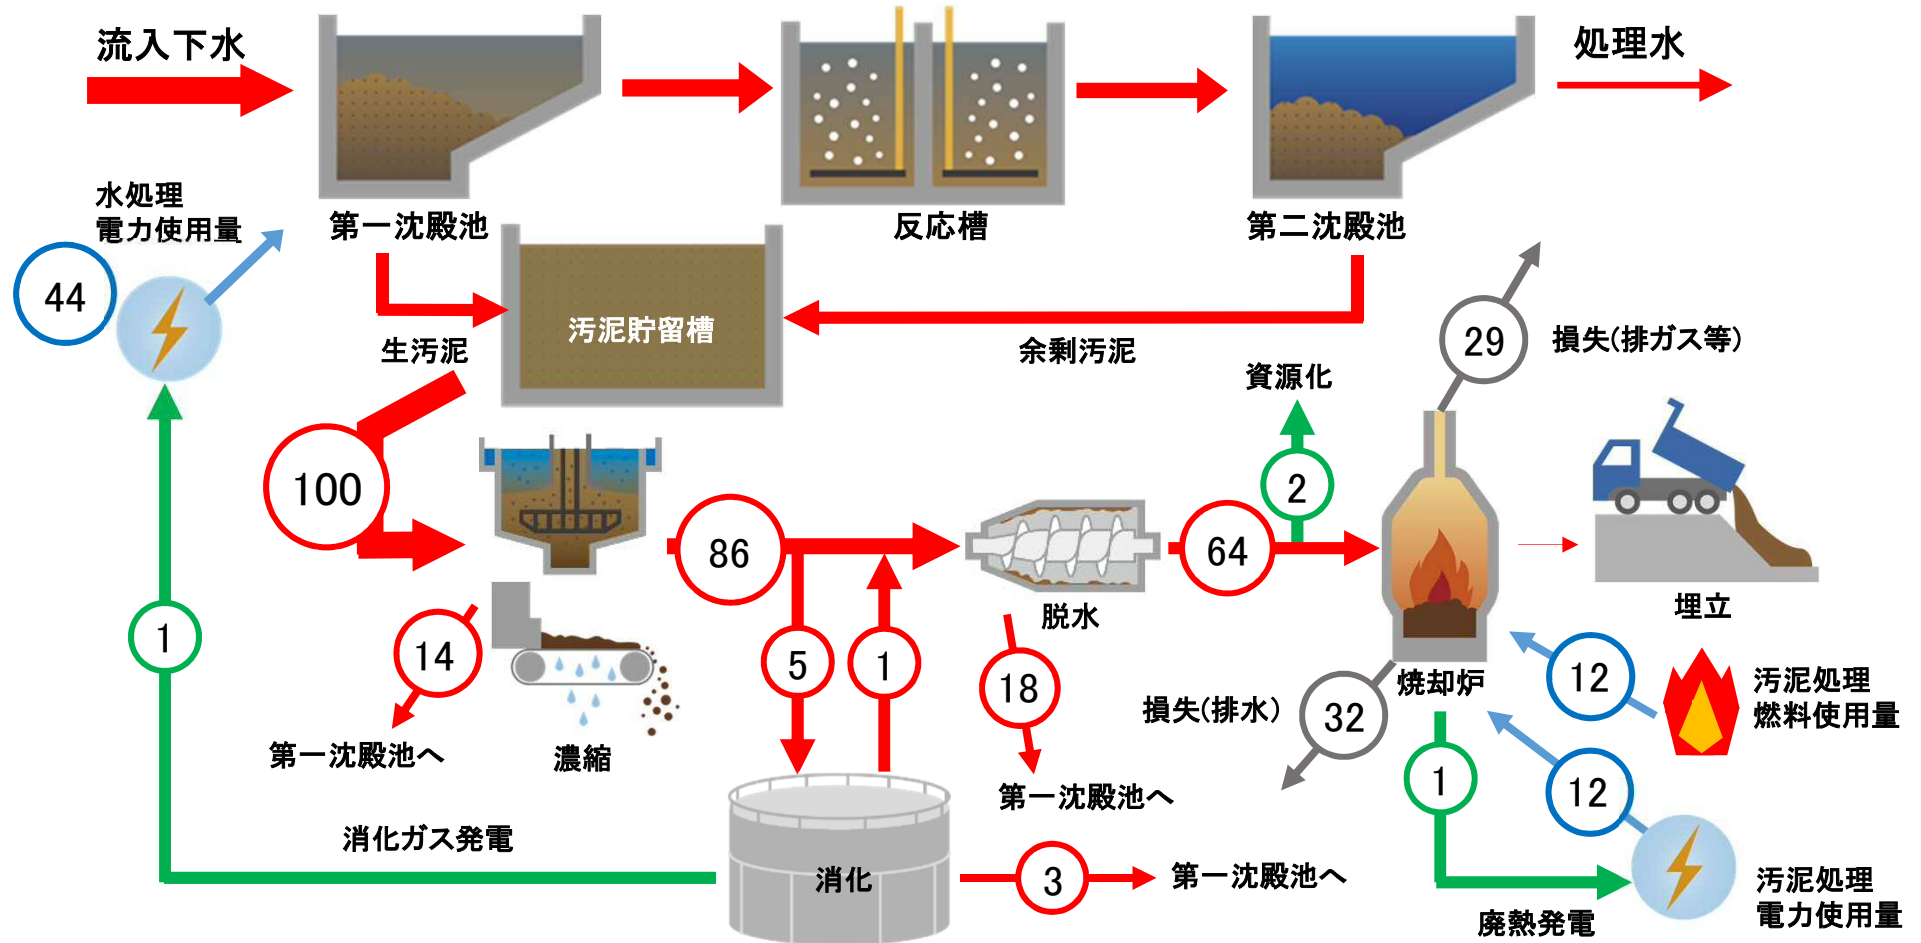 流入下水
処理水
水処理
電力使用量
44
第一沈殿池
反応槽
第二沈殿池
汚泥貯留槽
生汚泥
余剰汚泥
資源化
29
損失(排ガス等)
100
86
2
64
脱水
埋立
1
14
5
1
18
焼却炉
12
汚泥処理
燃料使用量
損失(排水)
32
第一沈殿池へ
濃縮
第一沈殿池へ
1
12
消化ガス発電
消化
3
第一沈殿池へ
廃熱発電
汚泥処理
電力使用量